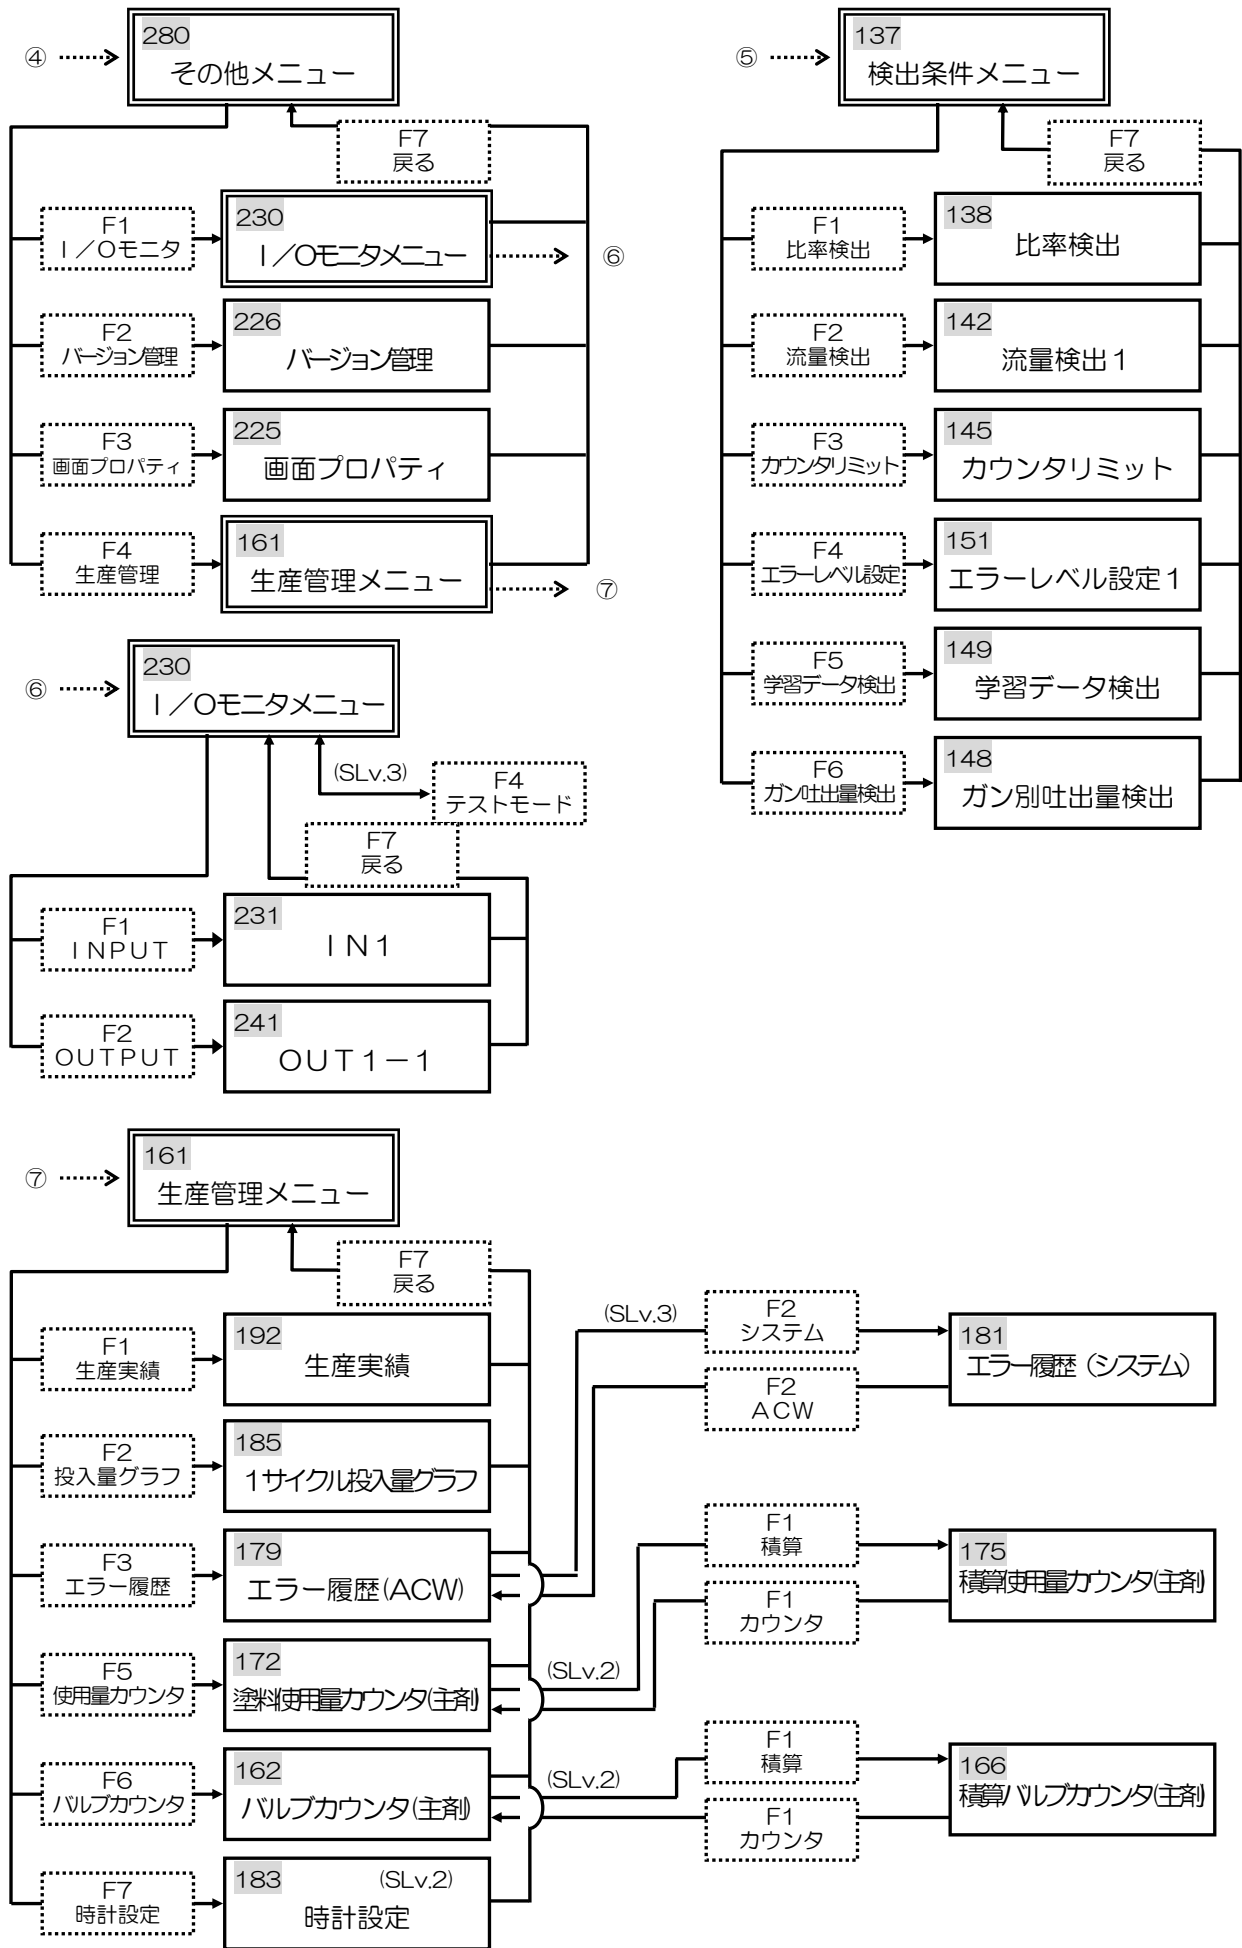 ④
280
その他メニュー
F7
戻る
F1
Ｉ／Ｏモニタ
230
Ｉ／Ｏモニタメニュー
⑥
F2
バージョン管理
226
バージョン管理
F3
画面プロパティ
225
画面プロパティ
F4
生産管理
161
生産管理メニュー
⑦
⑤
137
検出条件メニュー
F7
戻る
F1
比率検出
138
比率検出
F2
流量検出
142
流量検出１
F3
カウンタリミット
145
カウンタリミット
F4
エラーレベル設定
151
エラーレベル設定１
F5
学習データ検出
149
学習データ検出
F6
ガン吐出量検出
148
ガン別吐出量検出
⑥
230
Ｉ／Ｏモニタメニュー
(SLv.3)
F4
テストモード
F7
戻る
F1
ＩＮＰＵＴ
231
ＩＮ１
F2
ＯＵＴＰＵＴ
241
ＯＵＴ１－１
⑦
161
生産管理メニュー
F7
戻る
F1
生産実績
192
生産実績
F2
投入量グラフ
185
１サイクル投入量グラフ
F3
エラー履歴
179
エラー履歴(ACW)
(SLv.3)
F2
システム
181
エラー履歴（システム）
F2
ＡＣＷ
F5
使用量カウンタ
172
塗料使用量カウンタ(主剤)
(SLv.2)
F1
積算
175
積算使用量カウンタ(主剤)
F1
カウンタ
F6
バルブカウンタ
162
バルブカウンタ(主剤)
(SLv.2)
F1
積算
166
積算バルブカウンタ(主剤)
F1
カウンタ
F7
時計設定
183
(SLv.2)
時計設定